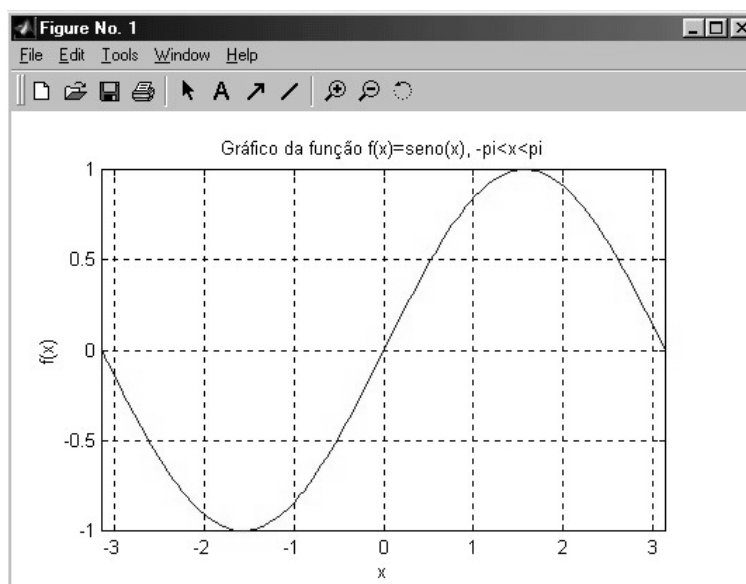 Figure No. 1
File Edit Tools Window Help
A
Gráfico da função f(x)=seno(x), -pi<x<pi
1
0.5
0
-0.5
-1
f(x)
-3 -2 -1 0 1 2 3
x